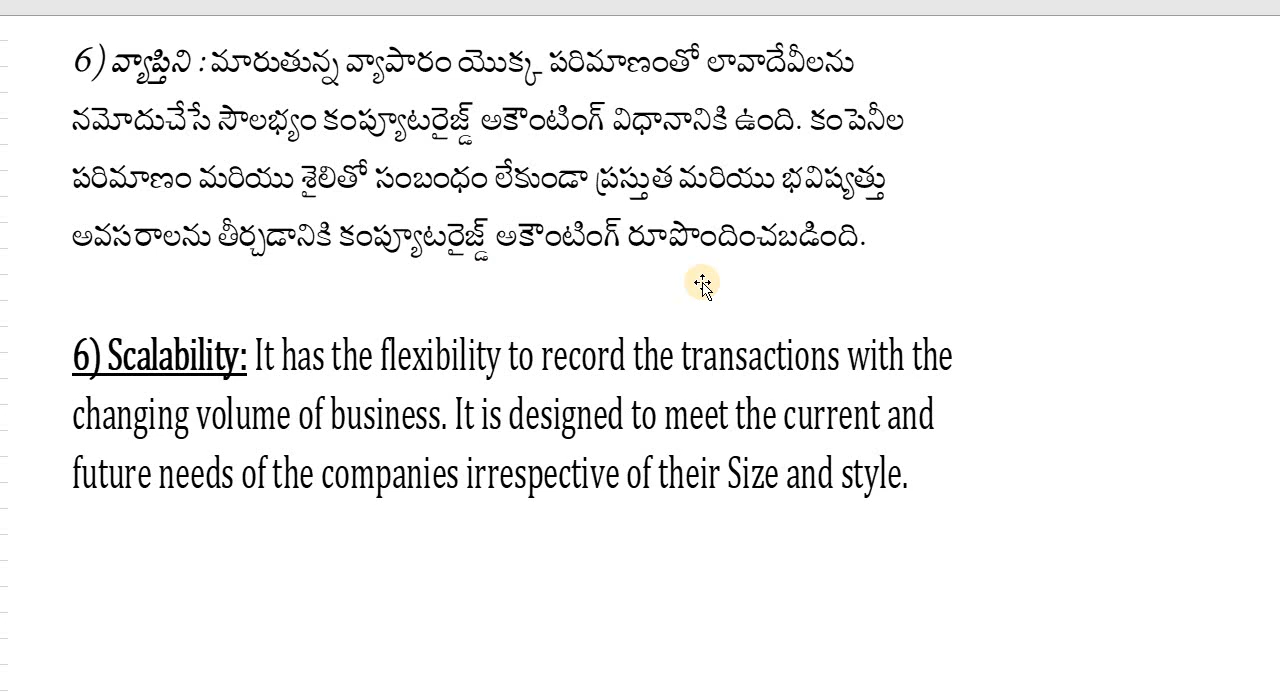 6) వ్యాప్తిని : మారుతున్న వ్యాపారం యొక్క పరిమాణంతో లావాదేవీలను
నమోదుచేసే సౌలభ్యం కంప్యూటరైజ్డ్ అకౌంటింగ్ విధానానికి ఉంది. కంపెనీల
పరిమాణం మరియు శైలితో సంబంధం లేకుండా ప్రస్తుత మరియు భవిష్యత్తు
అవసరాలను తీర్చడానికి కంప్యూటరైజ్డ్ అకౌంటింగ్ రూపొందించబడింది.
6) Scalability: It has the flexibility to record the transactions with the
changing volume of business. It is designed to meet the current and
future needs of the companies irrespective of their Size and style.